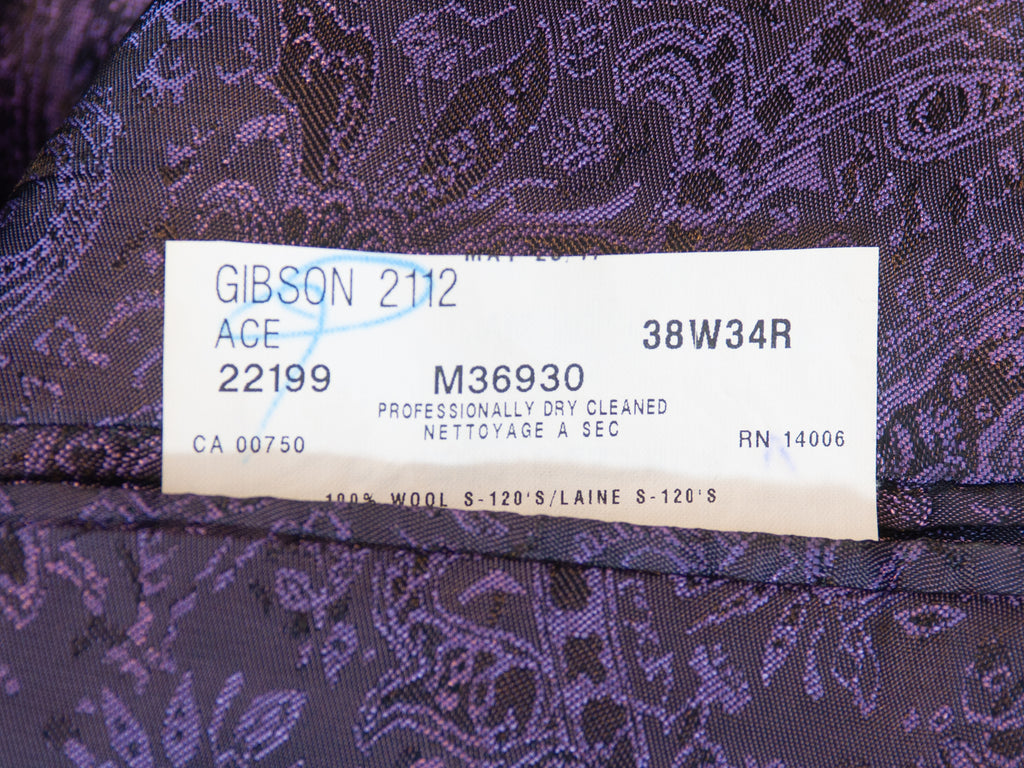 GIBSON 2112
ACE
38W34R
22199 M36930
PROFESSIONALLY DRY CLEANED
NETTOYAGE A SEC
CA 00750
RN 14006
100% WOOL S-120'S/LAINE S-120'S